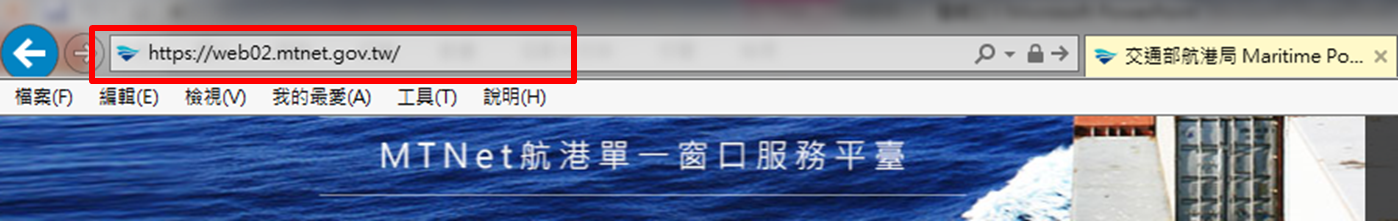 https://web02.mtnet.gov.tw/
交通部航港局 Maritime Po...
檔案(F) 編輯(E) 檢視(V) 我的最愛(A) 工具(T) 說明(H)
MTNet航港單一窗口服務平臺